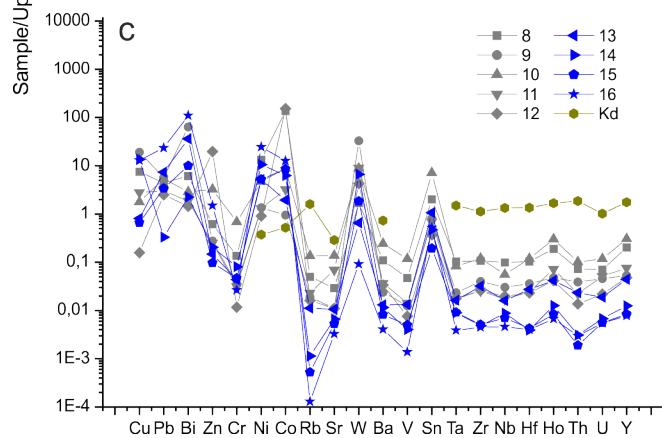 Sample/Up
C
10000
1000
100
10
1
0,1
0,01
1E-3
1E-4
8
9
10
11
12
13
14
15
16
Kd
Cu Pb Bi Zn Cr Ni Co Rb Sr W Ba V Sn Ta Zr Nb Hf Ho Th U Y